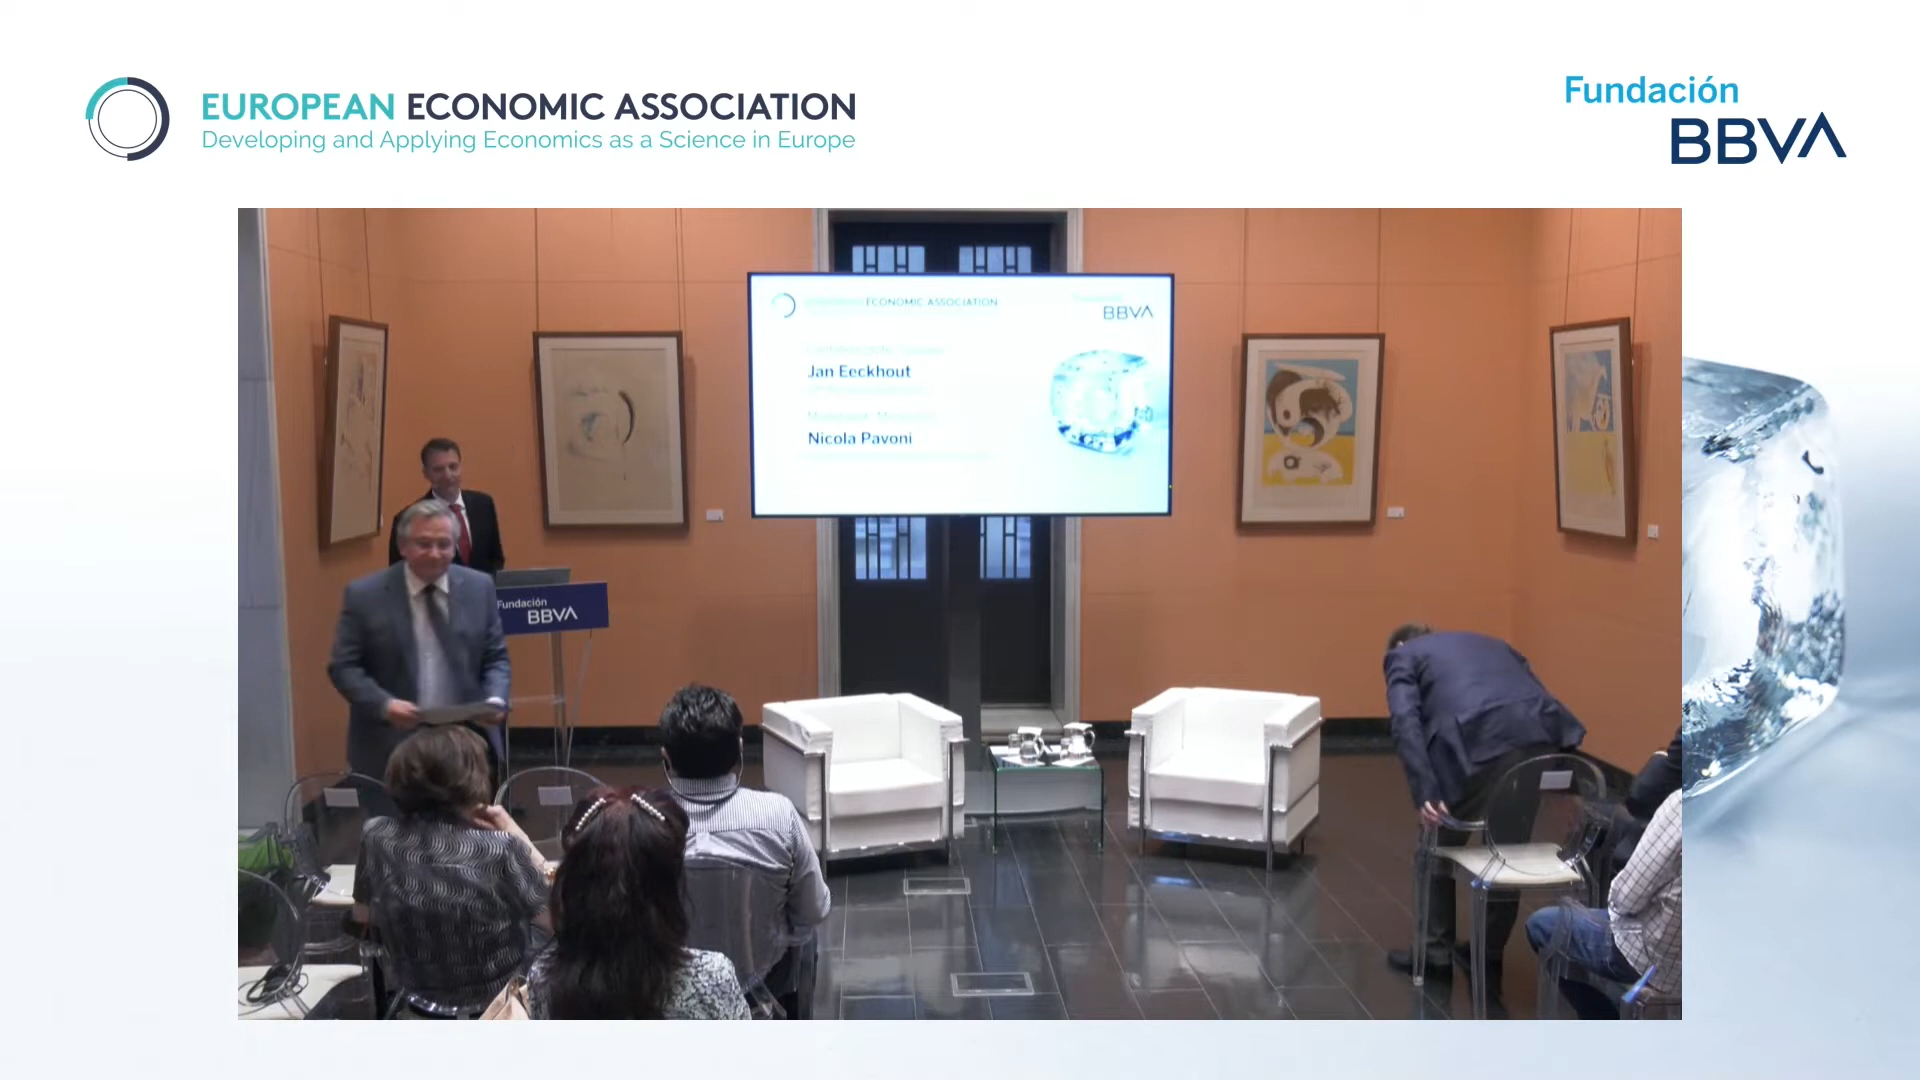 EUROPEAN ECONOMIC ASSOCIATION
Developing and Applying Economics as a Science in Europe
Fundación
BBVA
ECONOMIC ASSOCIATION
BBVA
Jan Eeckhout
Nicola Pavoni
Fundación
BBVA